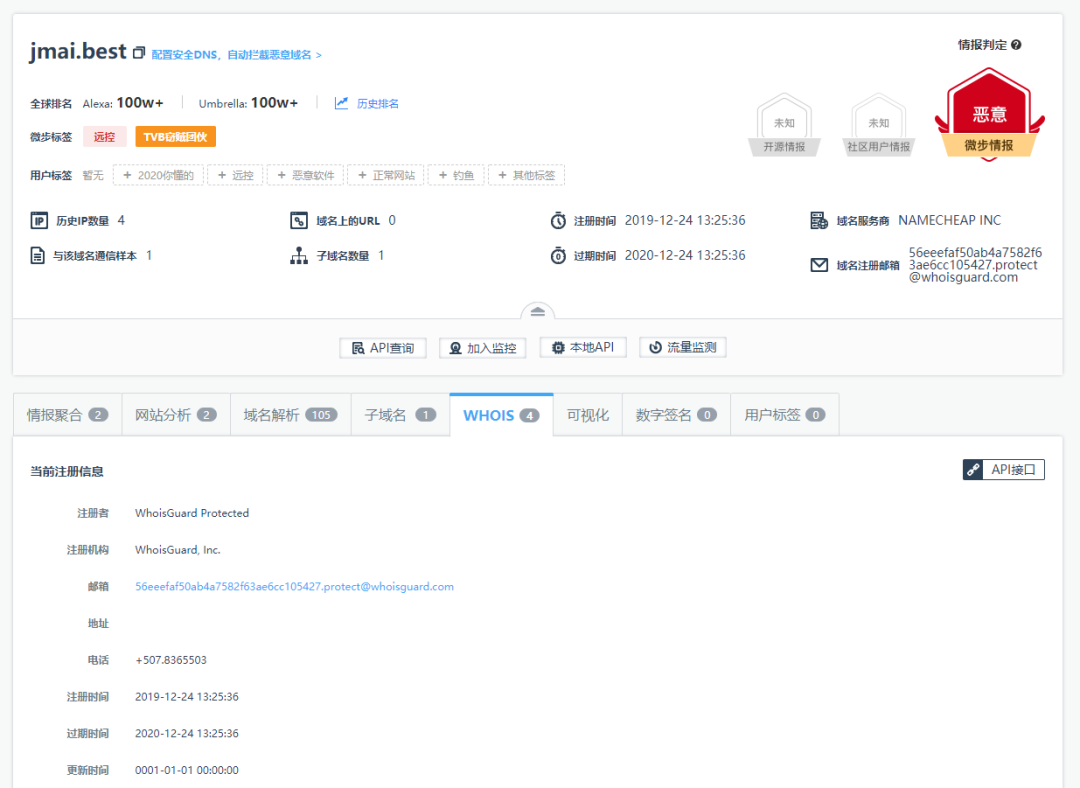 jmai.best 配置安全DNS，自动拦截恶意域名 >
情报判定
全球排名 Alexa: 100w+ Umbrella: 100w+ 历史排名
微步标签 远控 TVB窃贼团伙
用户标签 暂无 + 2020你懂的 + 远控 + 恶意软件 + 正常网站 + 钓鱼 + 其他标签
未知
开源情报
未知
社区用户情报
恶意
微步情报
IP 历史IP数量 4 域名上的URL 0 注册时间 2019-12-24 13:25:36 域名服务商 NAMECHEAP INC
与该域名通信样本 1 子域名数量 1 过期时间 2020-12-24 13:25:36 域名注册邮箱 56eeefaf50ab4a7582f6
3ae6cc105427.protect
@whoisguard.com
API查询 加入监控 本地API 流量监测
情报聚合 2 网站分析 2 域名解析 105 子域名 1 WHOIS 4 可视化 数字签名 0 用户标签 0
当前注册信息 API接口
注册者 WhoisGuard Protected
注册机构 WhoisGuard, Inc.
邮箱 56eeefaf50ab4a7582f63ae6cc105427.protect@whoisguard.com
地址
电话 +507.8365503
注册时间 2019-12-24 13:25:36
过期时间 2020-12-24 13:25:36
更新时间 0001-01-01 00:00:00